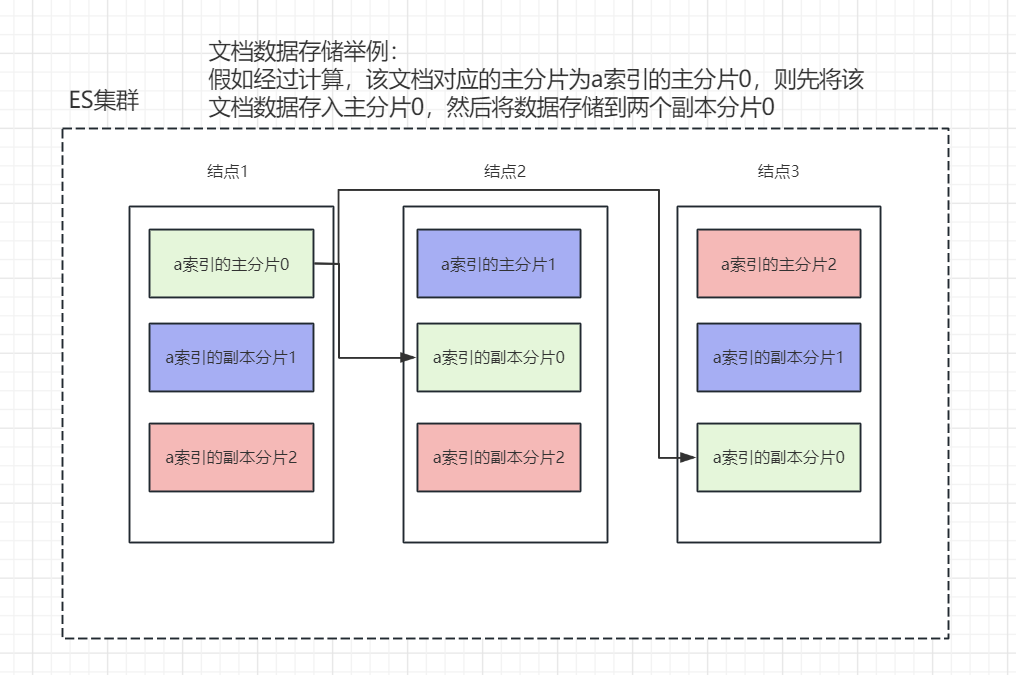 文档数据存储举例：
假如经过计算，该文档对应的主分片为a索引的主分片0，则先将该
文档数据存入主分片0，然后将数据存储到两个副本分片0
ES集群
结点1
结点2
结点3
a索引的主分片0
a索引的主分片1
a索引的主分片2
a索引的副本分片1
a索引的副本分片0
a索引的副本分片1
a索引的副本分片2
a索引的副本分片2
a索引的副本分片0